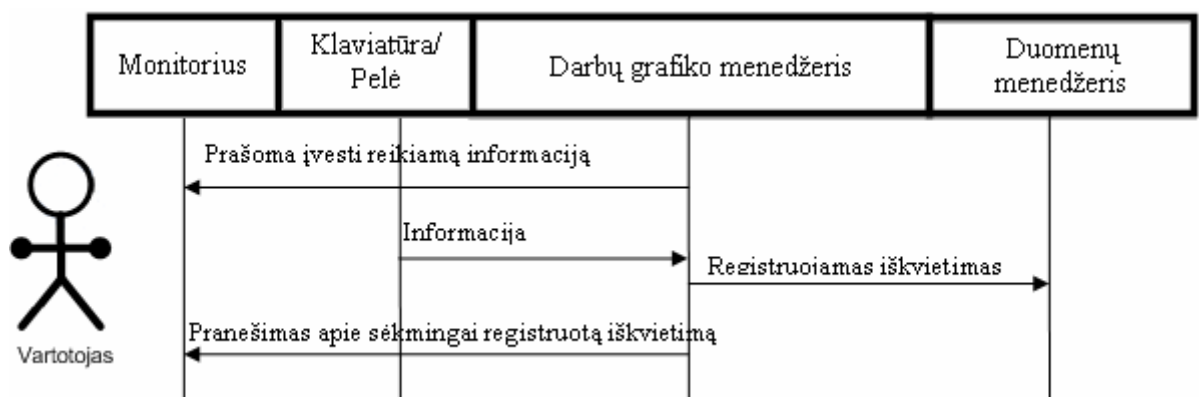 Monitorius
Klaviatūra/
Pelė
Darbų grafiko menedžeris
Duomenų
menedžeris
Prašoma įvesti reikiamą informaciją
Informacija
Registruojamas iškvietimas
Pranešimas apie sėkmingai registruotą iškvietimą
Vartotojas